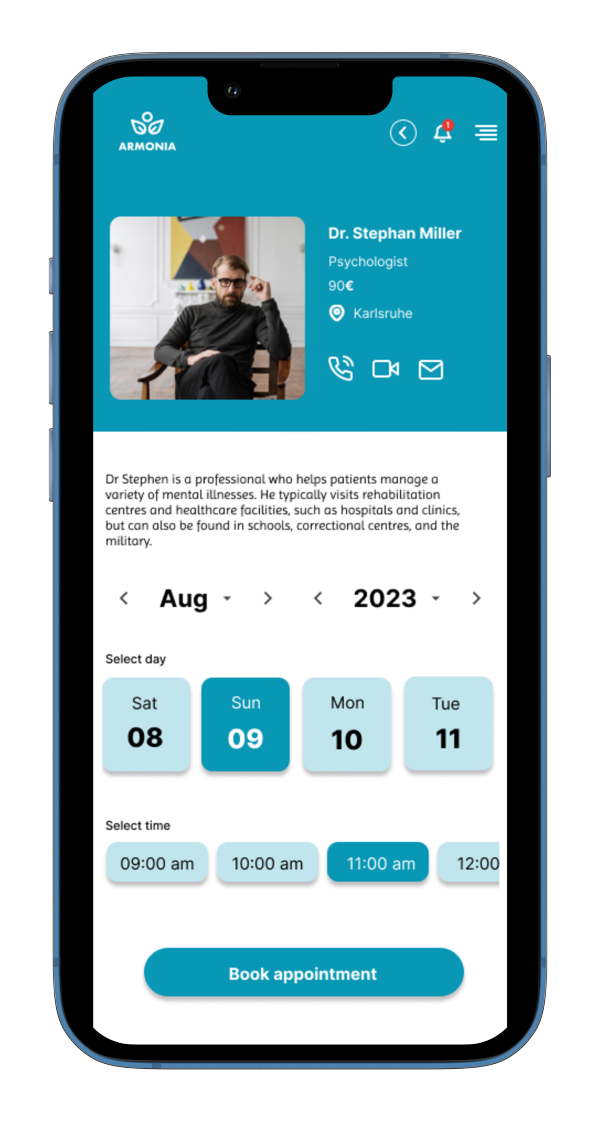 ARMONIA
1
Dr. Stephan Miller
Psychologist
90€
Karlsruhe
Dr Stephen is a professional who helps patients manage a
variety of mental illnesses. He typically visits rehabilitation
centres and healthcare facilities, such as hospitals and clinics,
but can also be found in schools, correctional centres, and the
military.
Aug 2023
Select day
Sat Sun Mon Tue
08 09 10 11
Select time
09:00 am 10:00 am 11:00 am 12:00
Book appointment